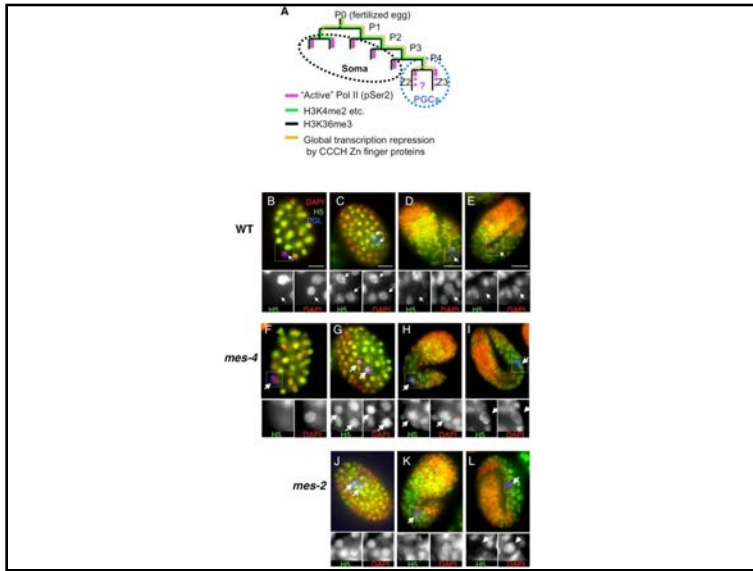 A
P0 (fertilized egg)
P1
P2
P3
P4
Soma
Z2
?
Z3
PGCs
"Active" Pol II (pSer2)
H3K4me2 etc.
H3K36me3
Global transcription repression
by CCCH Zn finger proteins
WT
B DAPI
H5
PGL
C
D
E
H5 DAPI H5 DAPI H5 DAPI H5 DAPI
mes-4
F
G
H
I
H5 DAPI H5 DAPI H5 DAPI H5 DAPI
mes-2
J
K
L
H5 DAPI H5 DAPI H5 DAPI